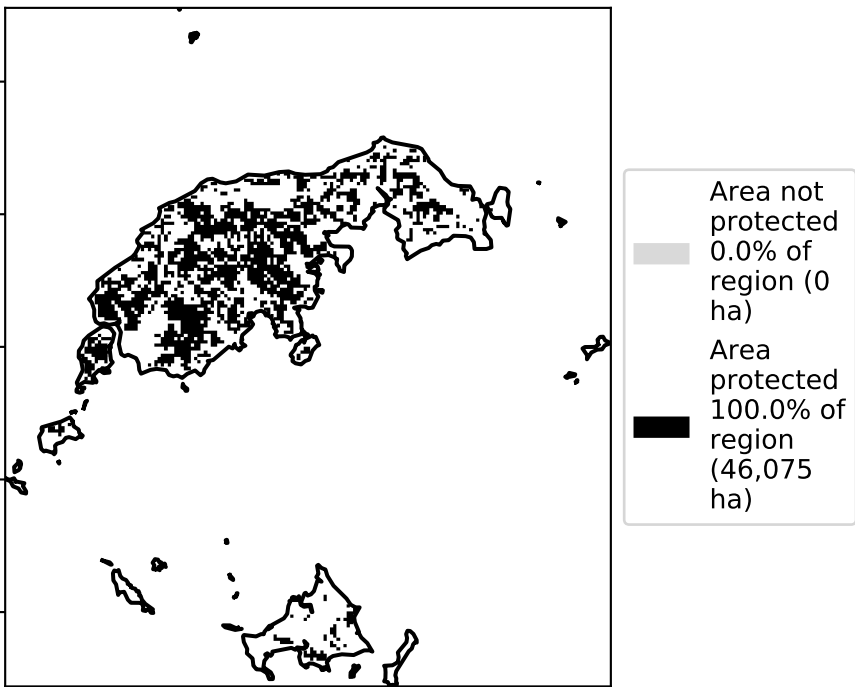 Area not
protected
0.0% of
region (0
ha)
Area
protected
100.0% of
region
(46,075
ha)